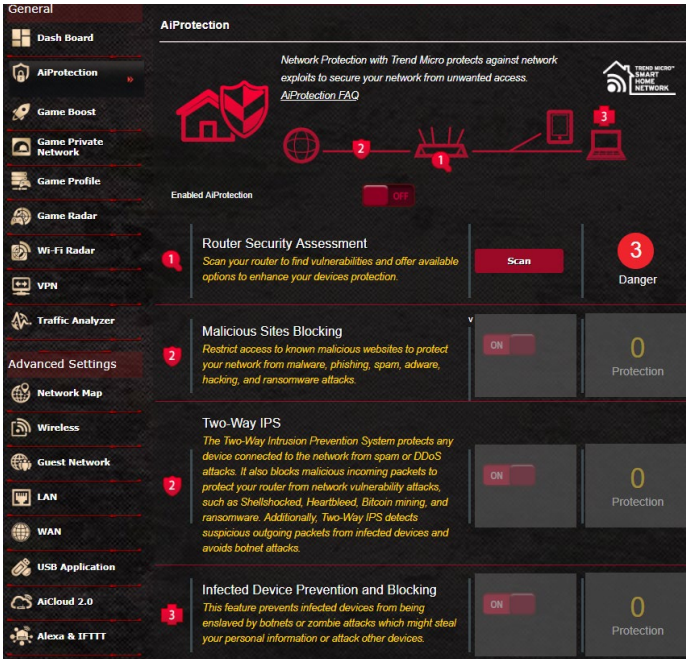 General
Dash Board
AiProtection
Game Boost
Game Private
Network
Game Profile
Game Radar
Wi-Fi Radar
VPN
Traffic Analyzer
Advanced Settings
Network Map
Wireless
Guest Network
LAN
WAN
USB Application
AiCloud 2.0
Alexa & IFTTT
AiProtection
Network Protection with Trend Micro protects against network
exploits to secure your network from unwanted access.
AiProtection FAQ
TREND MICRO™
SMART
HOME
NETWORK
3
2
1
Enabled AiProtection
OFF
1
Router Security Assessment
Scan your router to find vulnerabilities and offer available
options to enhance your devices protection.
Scan
3
Danger
2
Malicious Sites Blocking
Restrict access to known malicious websites to protect
your network from malware, phishing, spam, adware,
hacking, and ransomware attacks.
v
ON
0
Protection
2
Two-Way IPS
The Two-Way Intrusion Prevention System protects any
device connected to the network from spam or DDoS
attacks. It also blocks malicious incoming packets to
protect your router from network vulnerability attacks,
such as Shellshocked, Heartbleed, Bitcoin mining, and
ransomware. Additionally, Two-Way IPS detects
suspicious outgoing packets from infected devices and
avoids botnet attacks.
ON
0
Protection
3
Infected Device Prevention and Blocking
This feature prevents infected devices from being
enslaved by botnets or zombie attacks which might steal
your personal information or attack other devices.
ON
0
Protection